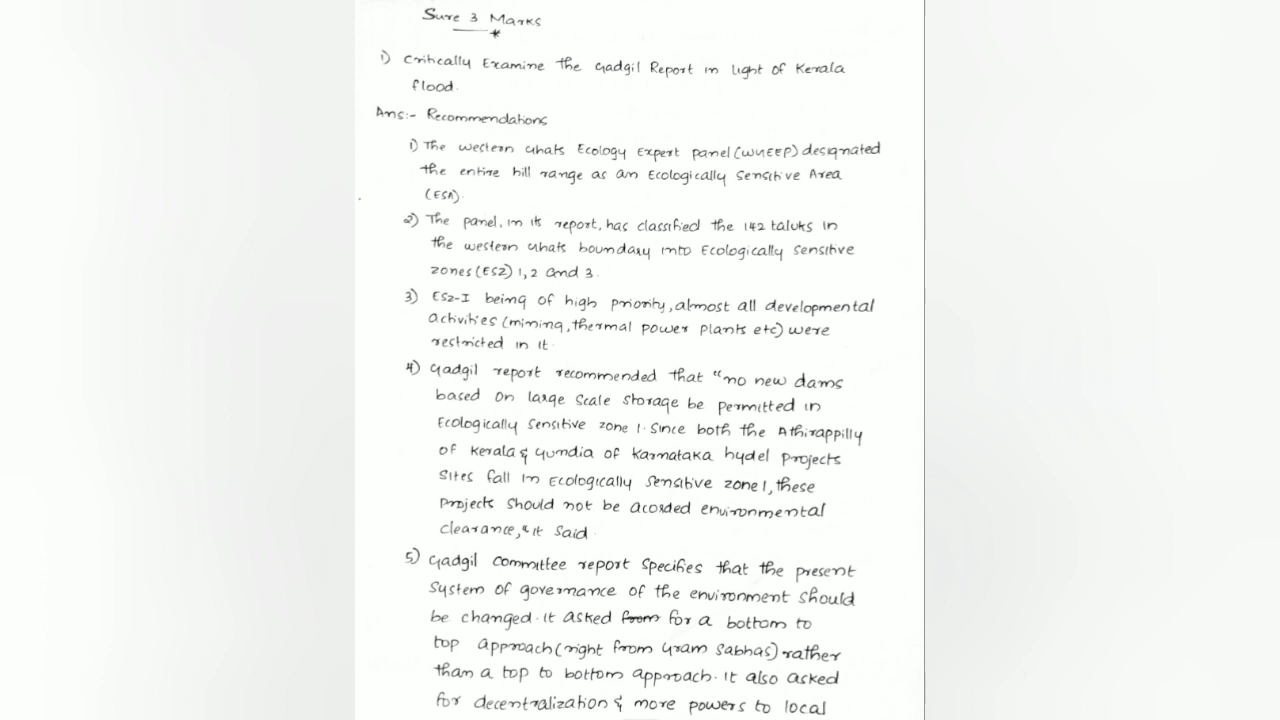 Sure 3 Marks
1) Critically Examine the Gadgil Report in light of Kerala
flood.
Ans:- Recommendations
1) The western Ghats Ecology Expert panel (WGEEP) designated
the entire hill range as an Ecologically Sensitive Area
(ESA).
2) The panel, in its report, has classified the 142 taluks in
the western Ghats boundary into Ecologically sensitive
zones (ESZ) 1, 2 and 3.
3) ESZ-I being of high priority, almost all developmental
activities (mining, thermal power plants etc) were
restricted in it.
4) Gadgil report recommended that "no new dams
based on large scale storage be permitted in
Ecologically sensitive zone 1. Since both the Athirappilly
of Kerala & Gundia of Karnataka hydel projects
sites fall in Ecologically sensitive zone 1, these
projects should not be acorded environmental
clearance," it said.
5) Gadgil committee report specifies that the present
system of governance of the environment should
be changed. It asked from for a bottom to
top approach (right from Gram sabhas) rather
than a top to bottom approach. It also asked
for decentralization & more powers to local